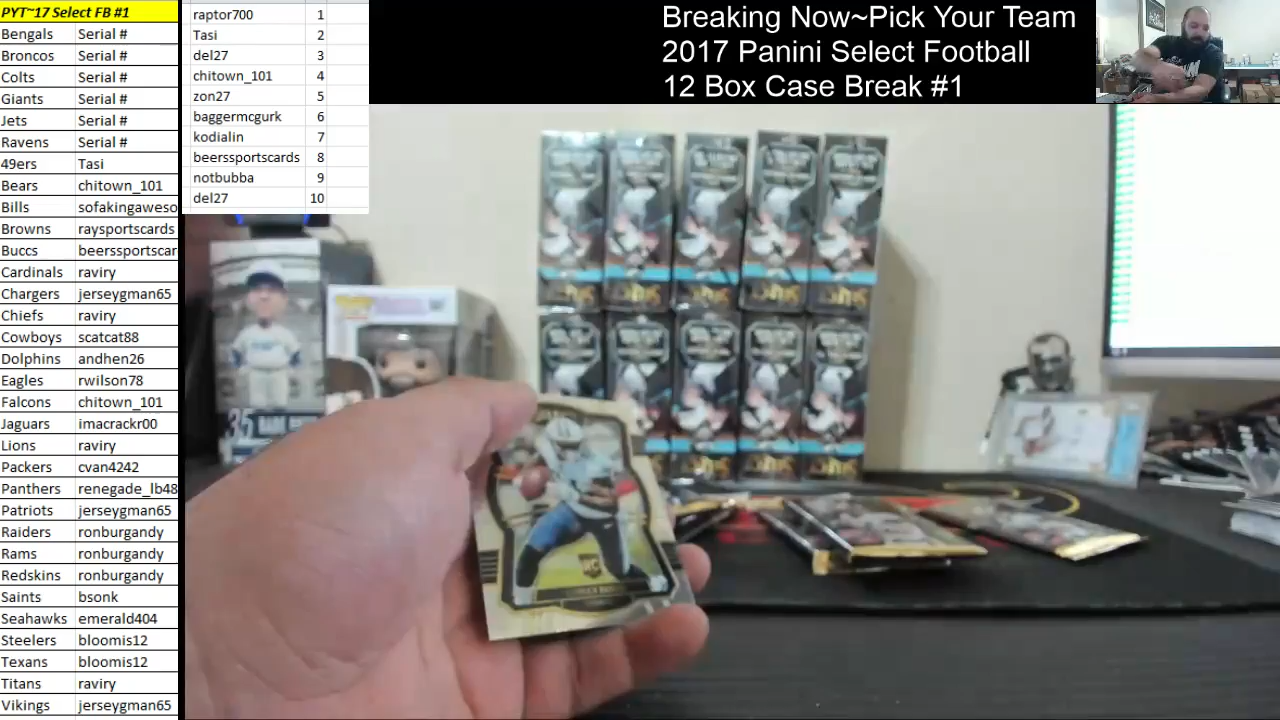 PYT~17 Select FB #1
Bengals Serial #
Broncos Serial #
Colts Serial #
Giants Serial #
Jets Serial #
Ravens Serial #
49ers Tasi
Bears chitown_101
Bills sofakingaweso
Browns raysportscards
Buccs beerssportscar
Cardinals raviry
Chargers jerseygman65
Chiefs raviry
Cowboys scatcat88
Dolphins andhen26
Eagles rwilson78
Falcons chitown_101
Jaguars imacrackr00
Lions raviry
Packers cvan4242
Panthers renegade_lb48
Patriots jerseygman65
Raiders ronburgandy
Rams ronburgandy
Redskins ronburgandy
Saints bsonk
Seahawks emerald404
Steelers bloomis12
Texans bloomis12
Titans raviry
Vikings jerseygman65
raptor700 1
Tasi 2
del27 3
chitown_101 4
zon27 5
baggermcgurk 6
kodialin 7
beerssportscards 8
notbubba 9
del27 10
Breaking Now~Pick Your Team
2017 Panini Select Football
12 Box Case Break #1
35
RC